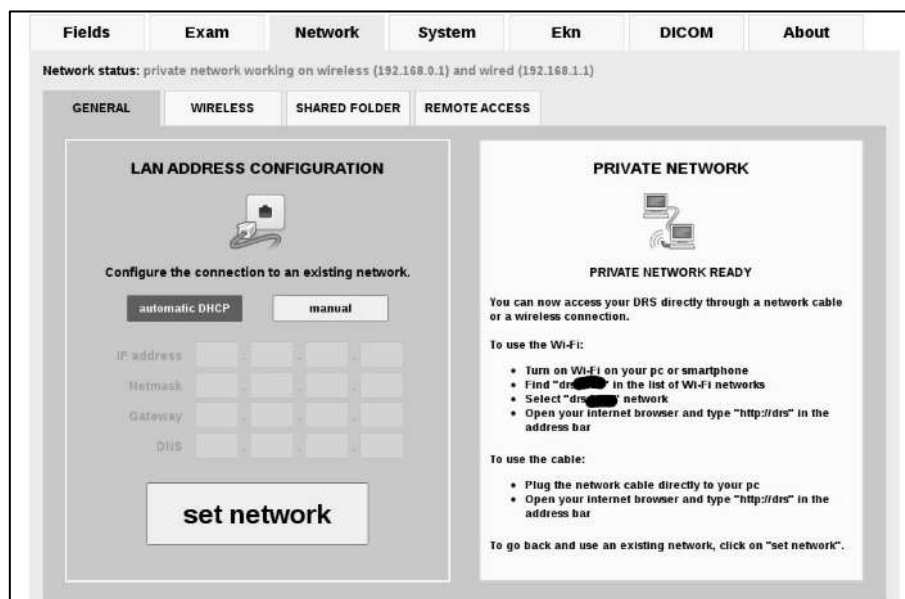 Fields Exam Network System Ekn DICOM About
Network status: private network working on wireless (192.168.0.1) and wired (192.168.1.1)
GENERAL WIRELESS SHARED FOLDER REMOTE ACCESS
LAN ADDRESS CONFIGURATION
Configure the connection to an existing network.
automatic DHCP manual
IP address . . .
Netmask . . .
Gateway . . .
DNS . . .
set network
PRIVATE NETWORK
PRIVATE NETWORK READY
You can now access your DRS directly through a network cable
or a wireless connection.
To use the Wi-Fi:
• Turn on Wi-Fi on your pc or smartphone
• Find "drs" in the list of Wi-Fi networks
• Select "drs" network
• Open your internet browser and type "http://drs" in the
address bar
To use the cable:
• Plug the network cable directly to your pc
• Open your internet browser and type "http://drs" in the
address bar
To go back and use an existing network, click on "set network".